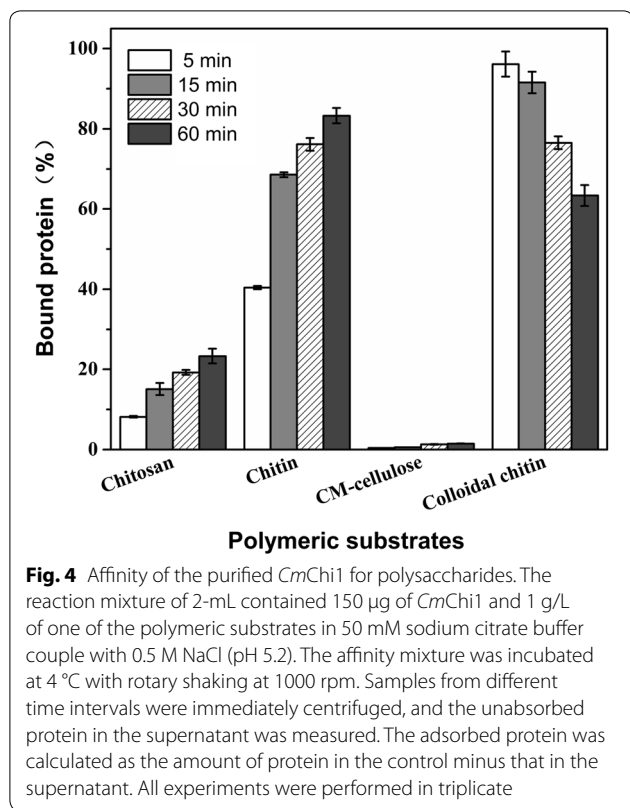 100
80
60
40
20
0
Bound protein (%)
5 min
15 min
30 min
60 min
Chitosan
Chitin
CM-cellulose
Colloidal chitin
Polymeric substrates
Fig. 4 Affinity of the purified CmChi1 for polysaccharides. The
reaction mixture of 2-mL contained 150 µg of CmChi1 and 1 g/L
of one of the polymeric substrates in 50 mM sodium citrate buffer
couple with 0.5 M NaCl (pH 5.2). The affinity mixture was incubated
at 4 °C with rotary shaking at 1000 rpm. Samples from different
time intervals were immediately centrifuged, and the unabsorbed
protein in the supernatant was measured. The adsorbed protein was
calculated as the amount of protein in the control minus that in the
supernatant. All experiments were performed in triplicate